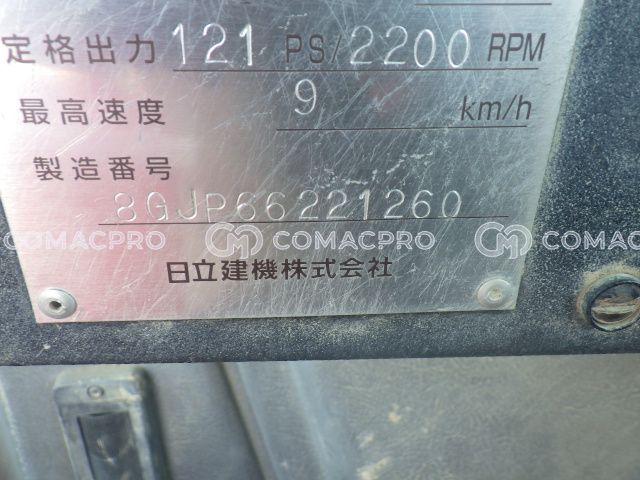 定格出力 121 PS/2200 RPM
最高速度 9 km/h
製造番号
8GJP66221260
COMACPRO COMACPRO COMACPRO
日立建機株式会社